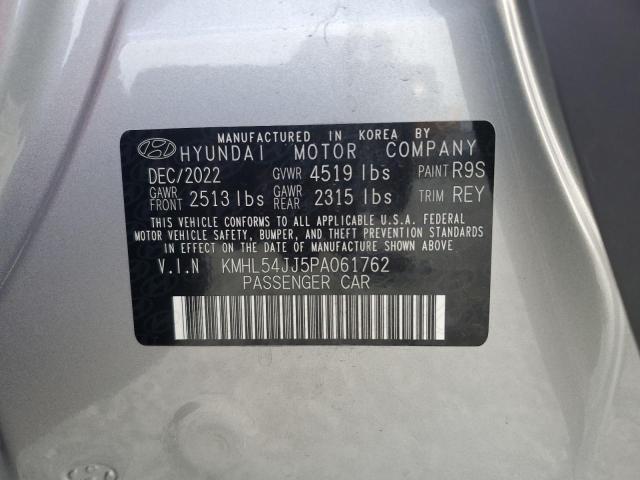 MANUFACTURED IN KOREA BY
HYUNDAI MOTOR COMPANY
DEC/2022 GVWR 4519 lbs PAINT R9S
GAWR FRONT 2513 lbs GAWR REAR 2315 lbs TRIM REY
THIS VEHICLE CONFORMS TO ALL APPLICABLE U.S.A. FEDERAL
MOTOR VEHICLE SAFETY, BUMPER, AND THEFT PREVENTION STANDARDS
IN EFFECT ON THE DATE OF MANUFACTURE SHOWN ABOVE
V.I.N KMHL54JJ5PA061762
PASSENGER CAR